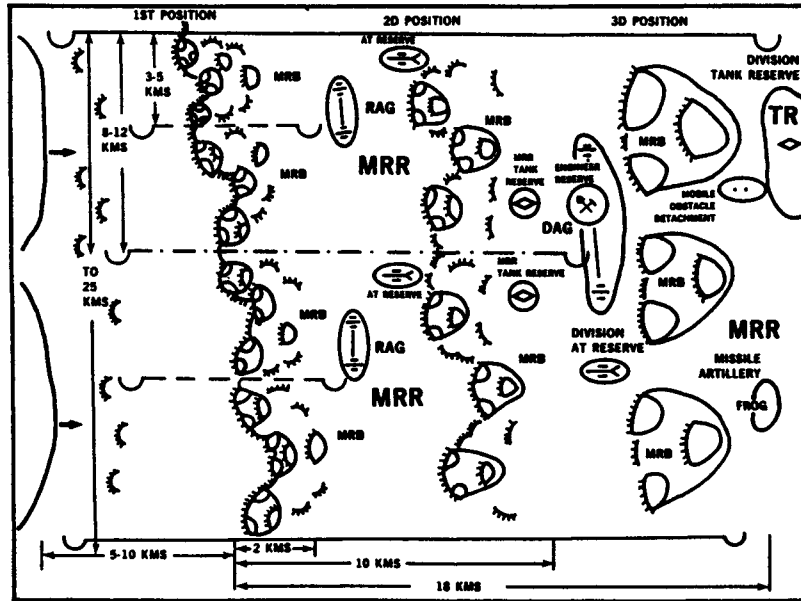 1ST POSITION
2D POSITION
3D POSITION
AT RESERVE
DIVISION
TANK RESERVE
3-5
KMS
MRB
RAG
MRB
TR
8-12
KMS
MRB
MRR
MRR
TANK
RESERVE
ENGINEER
RESERVE
MRB
MOBILE
OBSTACLE
DETACHMENT
DAG
TO
25
KMS
AT RESERVE
MRR
TANK RESERVE
MRB
MRB
RAG
DIVISION
AT RESERVE
MRR
MISSILE
ARTILLERY
MRB
MRR
FROG
MRB
MRB
5-10 KMS
2 KMS
10 KMS
18 KMS